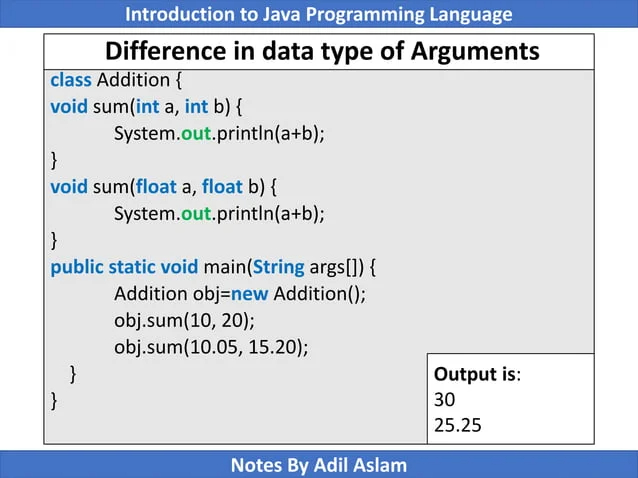 Introduction to Java Programming Language
Difference in data type of Arguments
class Addition {
void sum(int a, int b) {
System.out.println(a+b);
}
void sum(float a, float b) {
System.out.println(a+b);
}
public static void main(String args[]) {
Addition obj=new Addition();
obj.sum(10, 20);
obj.sum(10.05, 15.20);
}
}
Output is:
30
25.25
Notes By Adil Aslam